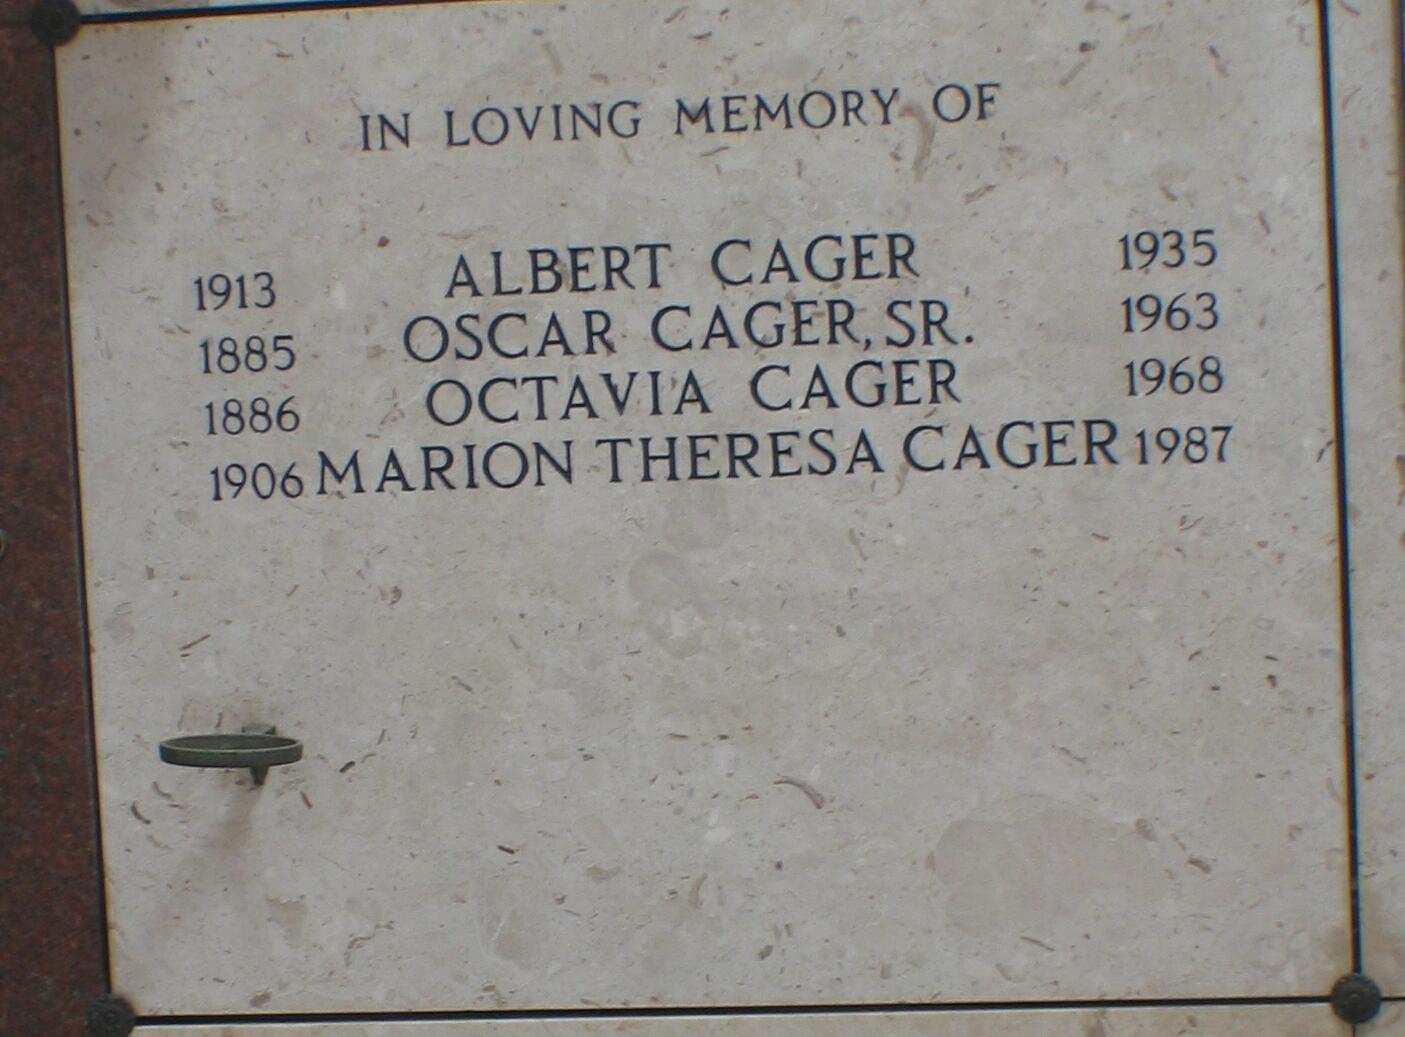 IN LOVING MEMORY OF
1913 ALBERT CAGER 1935
1885 OSCAR CAGER, SR. 1963
1886 OCTAVIA CAGER 1968
1906 MARION THERESA CAGER 1987